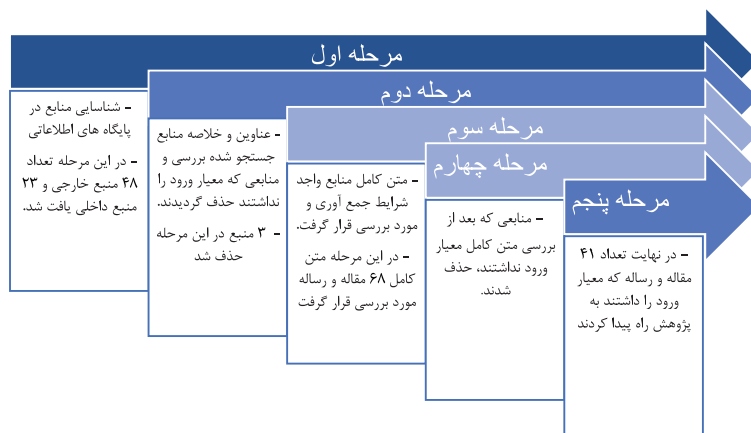 مرحله اول
- شناسایی منابع در
پایگاه های اطلاعاتی
- در این مرحله تعداد
۴۸ منبع خارجی و ۲۳
منبع داخلی یافت شد.
مرحله دوم
- عناوین و خلاصه منابع
جستجو شده بررسی و
منابعی که معیار ورود را
نداشتند حذف گردیدند.
- ۳ منبع در این مرحله
حذف شد
مرحله سوم
- متن کامل منابع واجد
شرایط جمع آوری و
مورد بررسی قرار گرفت.
- در این مرحله متن
کامل ۶۸ مقاله و رساله
مورد بررسی قرار گرفت
مرحله چهارم
- منابعی که بعد از
بررسی متن کامل معیار
ورود نداشتند، حذف
شدند.
مرحله پنجم
- در نهایت تعداد ۴۱
مقاله و رساله که معیار
ورود را داشتند به
پژوهش راه پیدا کردند